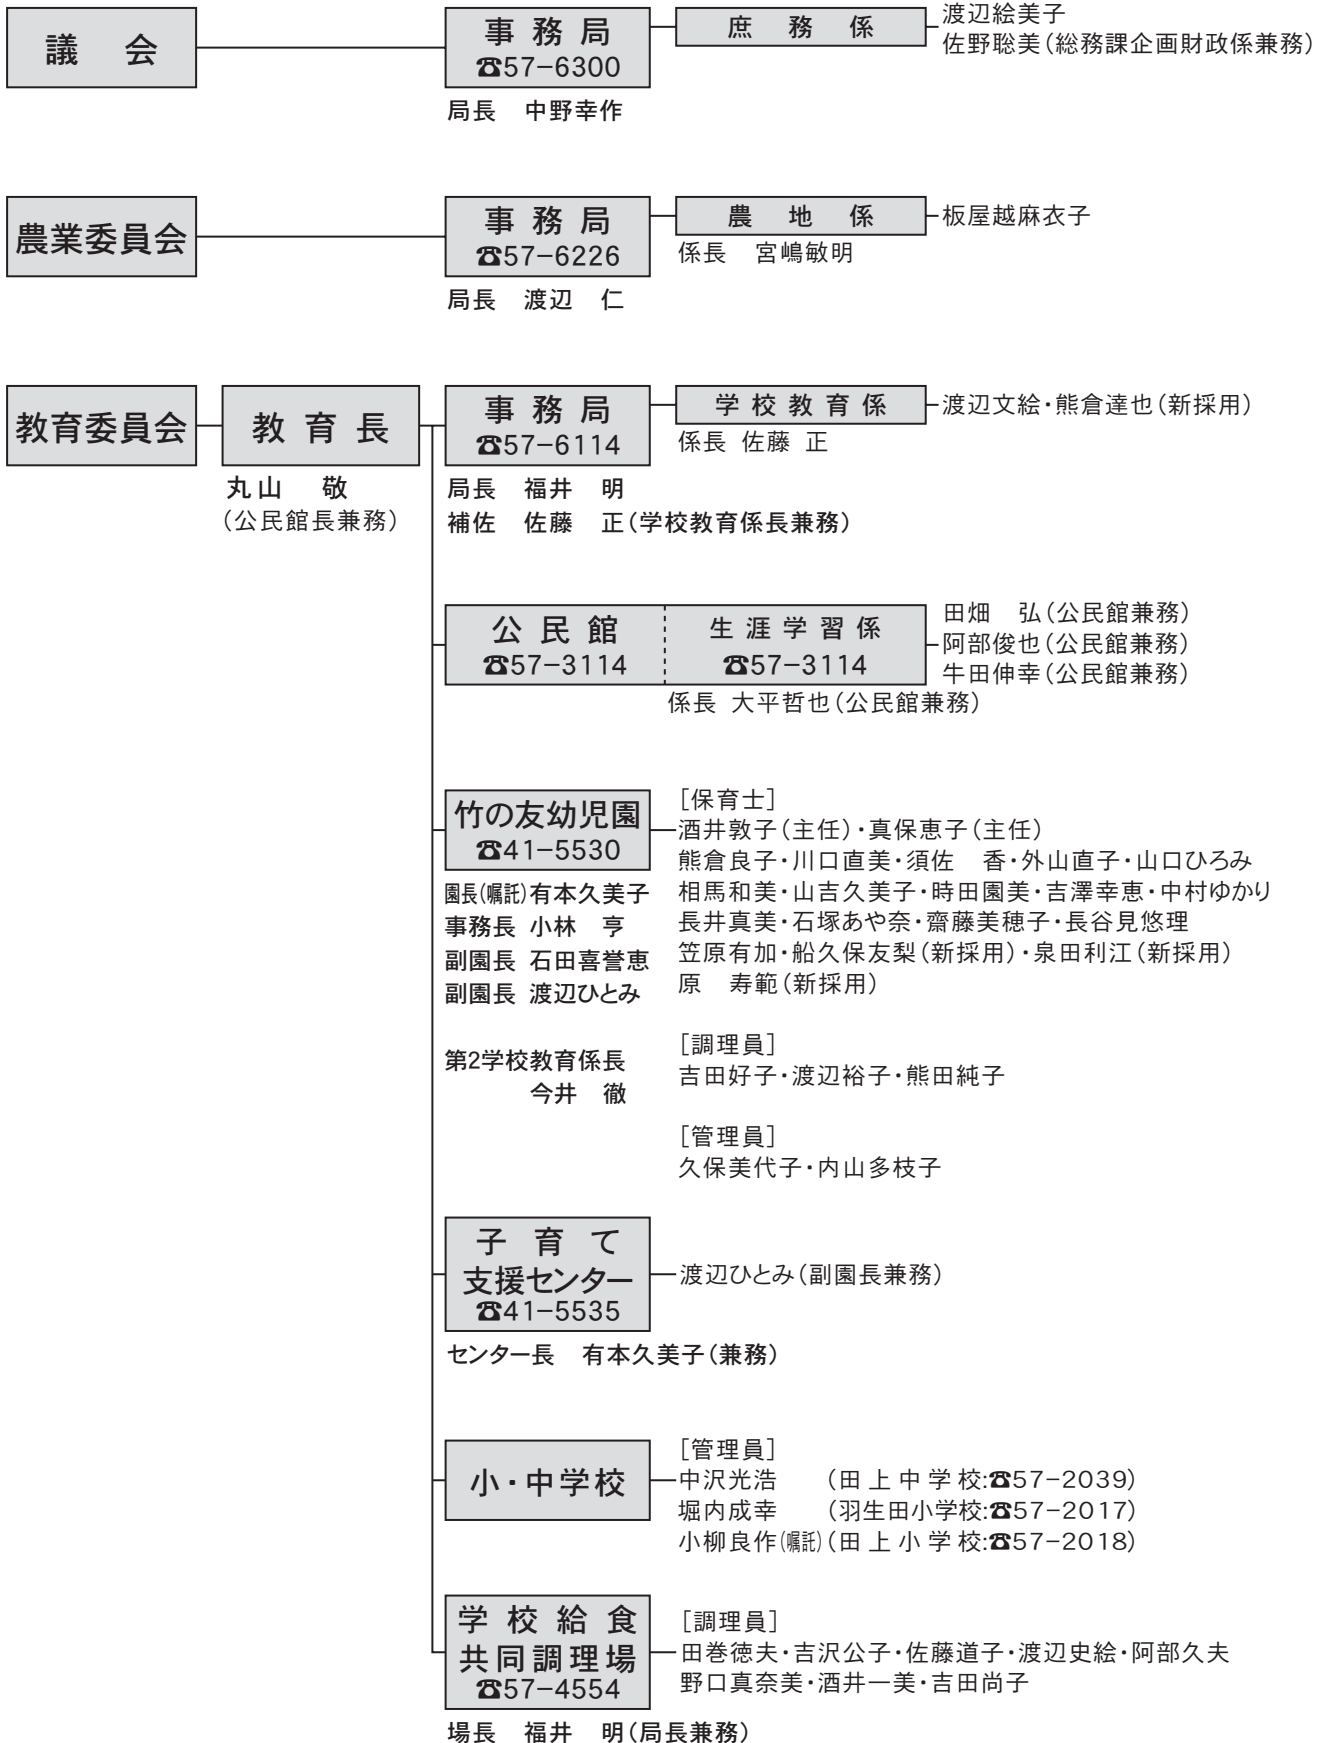 議　会
事 務 局
☎57−6300
局長　中野幸作
庶　務　係
渡辺絵美子
佐野聡美（総務課企画財政係兼務）
農業委員会
事 務 局
☎57−6226
局長　渡辺　仁
農　地　係
係長　宮嶋敏明
板屋越麻衣子
教育委員会
教 育 長
丸山　敬
（公民館長兼務）
事 務 局
☎57−6114
局長　福井　明
補佐　佐藤　正（学校教育係長兼務）
学 校 教 育 係
係長 佐藤 正
渡辺文絵・熊倉達也（新採用）
公 民 館
☎57−3114
生 涯 学 習 係
☎57−3114
係長 大平哲也（公民館兼務）
田畑　弘（公民館兼務）
阿部俊也（公民館兼務）
牛田伸幸（公民館兼務）
竹の友幼児園
☎41−5530
園長（嘱託）有本久美子
事務長 小林　亨
副園長 石田喜誉恵
副園長 渡辺ひとみ
第2学校教育係長
今井　徹
［保育士］
酒井敦子（主任）・真保恵子（主任）
熊倉良子・川口直美・須佐　香・外山直子・山口ひろみ
相馬和美・山吉久美子・時田園美・吉澤幸恵・中村ゆかり
長井真美・石塚あや奈・齋藤美穂子・長谷見悠理
笠原有加・船久保友梨（新採用）・泉田利江（新採用）
原　寿範（新採用）
［調理員］
吉田好子・渡辺裕子・熊田純子
［管理員］
久保美代子・内山多枝子
子　育　て
支援センター
☎41−5535
センター長　有本久美子（兼務）
渡辺ひとみ（副園長兼務）
小・中学校
［管理員］
中沢光浩　（田 上 中 学 校:☎57−2039）
堀内成幸　（羽生田小学校:☎57−2017）
小柳良作（嘱託）（田 上 小 学 校:☎57−2018）
学 校 給 食
共同調理場
☎57−4554
場長　福井　明（局長兼務）
［調理員］
田巻徳夫・吉沢公子・佐藤道子・渡辺史絵・阿部久夫
野口真奈美・酒井一美・吉田尚子